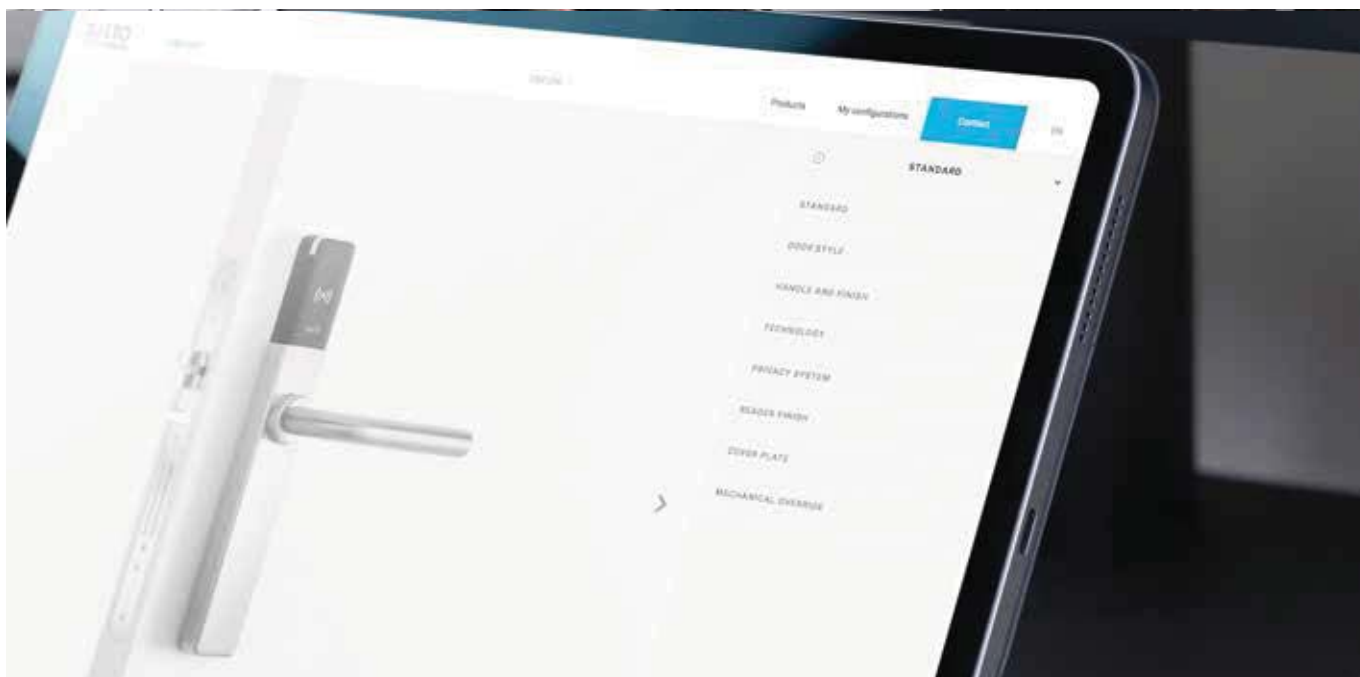 Products My configurations Contact EN
STANDARD
STANDARD
DOOR STYLE
HANDLE AND FINISH
TECHNOLOGY
PRIVACY SYSTEM
READER FINISH
COVER PLATE
MECHANICAL OVERRIDE